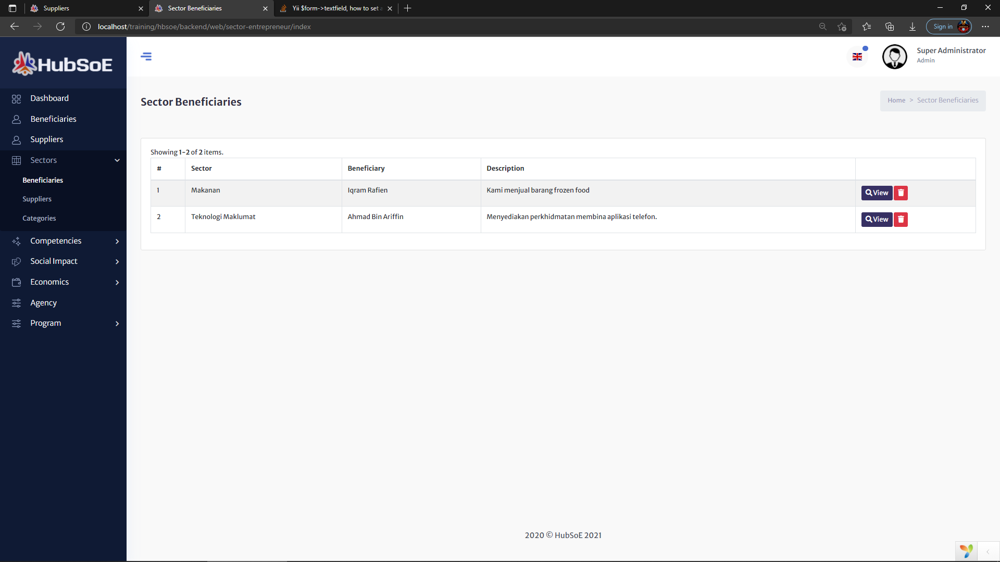 Suppliers
Sector Beneficiaries
Yii $form->textfield, how to set a
localhost/training/hbsoe/backend/web/sector-entrepreneur/index
Sign in
HubSoE
Super Administrator
Admin
Dashboard
Beneficiaries
Suppliers
Sectors
Beneficiaries
Suppliers
Categories
Competencies
Social Impact
Economics
Agency
Program
Sector Beneficiaries
Home > Sector Beneficiaries
Showing 1-2 of 2 items.
# Sector Beneficiary Description
1 Makanan Iqram Rafien Kami menjual barang frozen food View
2 Teknologi Maklumat Ahmad Bin Ariffin Menyediakan perkhidmatan membina aplikasi telefon. View
2020 © HubSoE 2021